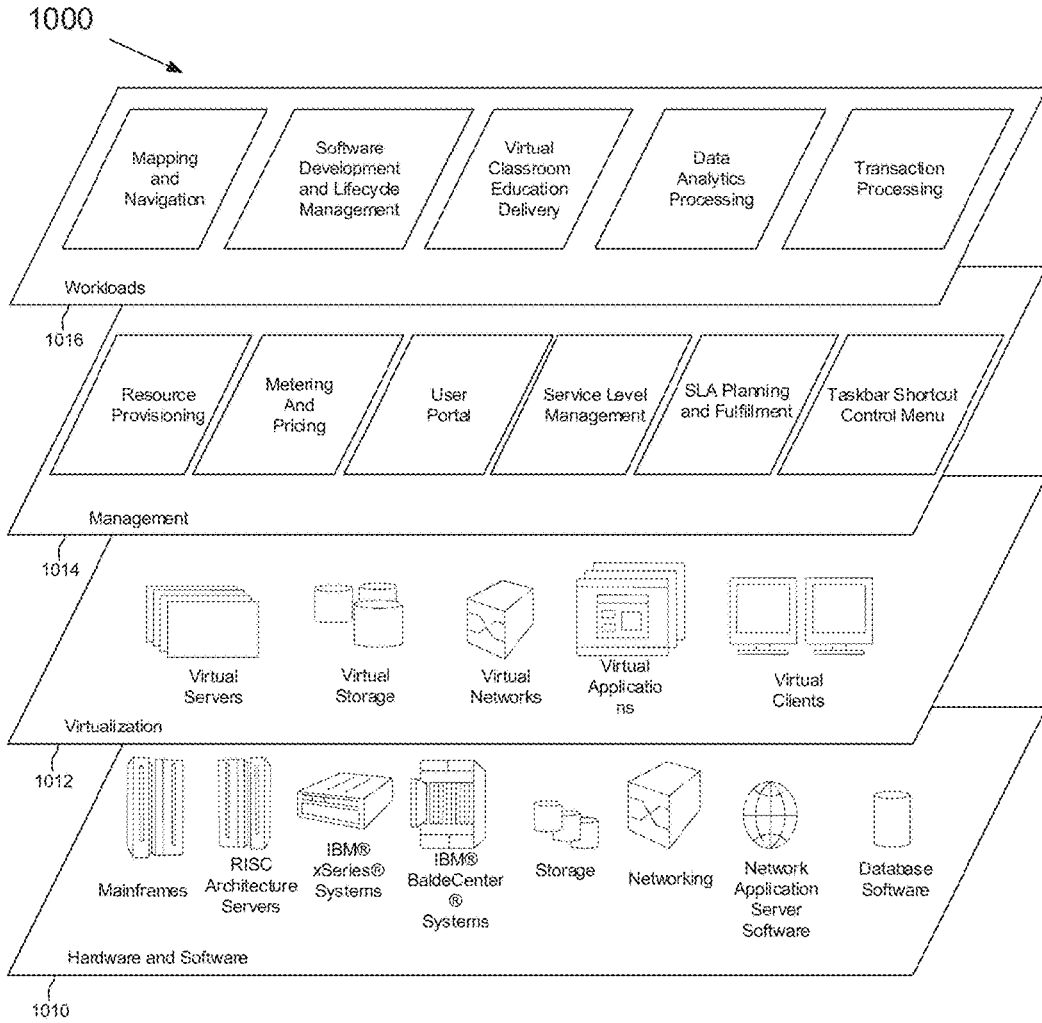 1000
Mapping
and
Navigation
Software
Development
and Lifecycle
Management
Virtual
Classroom
Education
Delivery
Data
Analytics
Processing
Transaction
Processing
Workloads
1016
Resource
Provisioning
Metering
And
Pricing
User
Portal
Service Level
Management
SLA Planning
and Fulfillment
Taskbar Shortcut
Control Menu
Management
1014
Virtual
Servers
Virtual
Storage
Virtual
Networks
Virtual
Applicatio
ns
Virtual
Clients
Virtualization
1012
Mainframes
RISC
Architecture
Servers
IBM®
xSeries®
Systems
IBM®
BaldeCenter
®
Systems
Storage
Networking
Network
Application
Server
Software
Database
Software
Hardware and Software
1010